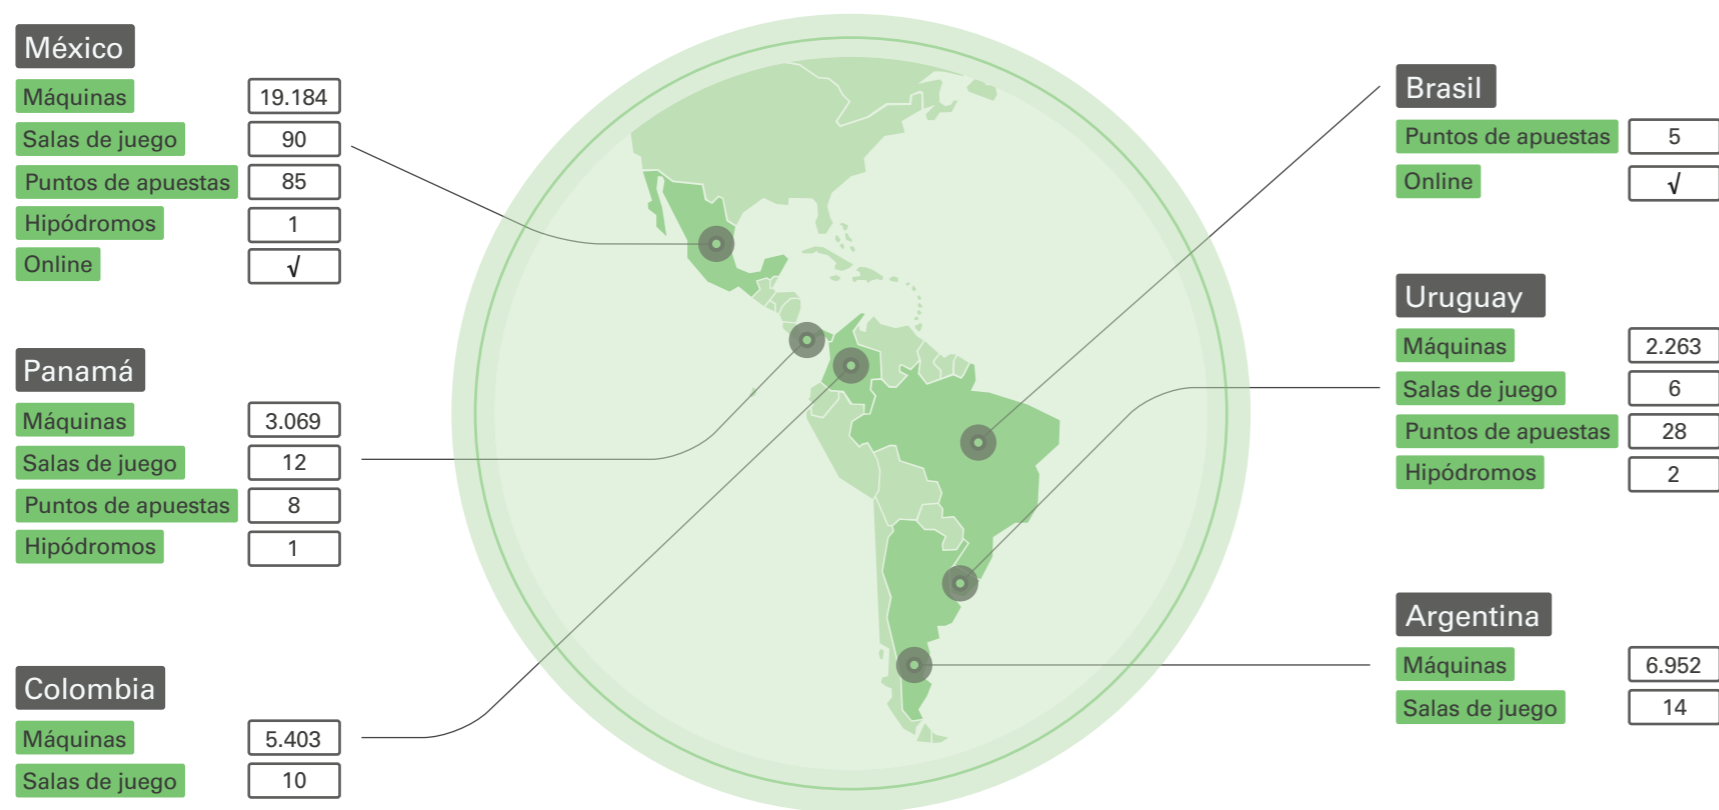 México
Máquinas 19.184
Salas de juego 90
Puntos de apuestas 85
Hipódromos 1
Online √
Panamá
Máquinas 3.069
Salas de juego 12
Puntos de apuestas 8
Hipódromos 1
Colombia
Máquinas 5.403
Salas de juego 10
Brasil
Puntos de apuestas 5
Online √
Uruguay
Máquinas 2.263
Salas de juego 6
Puntos de apuestas 28
Hipódromos 2
Argentina
Máquinas 6.952
Salas de juego 14